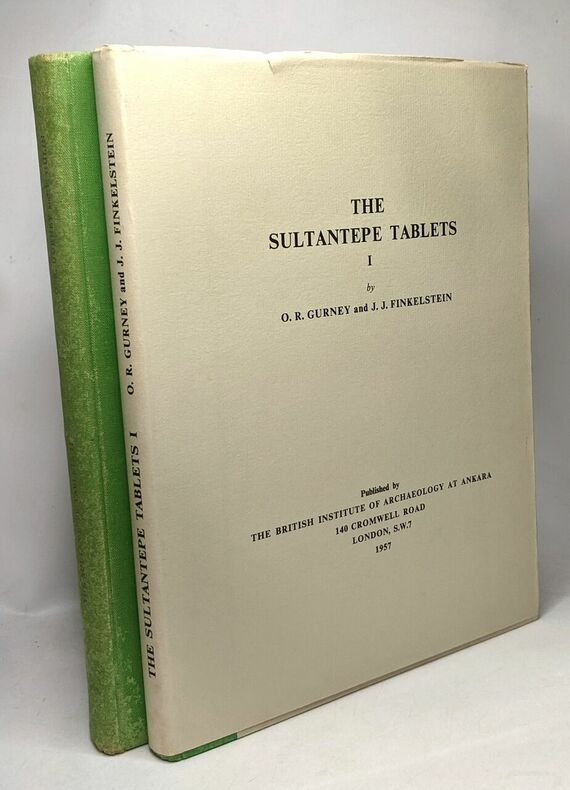 THE
SULTANTEPE TABLETS
I
by
O. R. GURNEY and J. J. FINKELSTEIN
Published by
THE BRITISH INSTITUTE OF ARCHAEOLOGY AT ANKARA
140 CROMWELL ROAD
LONDON, S.W.7
1957
THE SULTANTEPE TABLETS I O. R. GURNEY and J. J. FINKELSTEIN